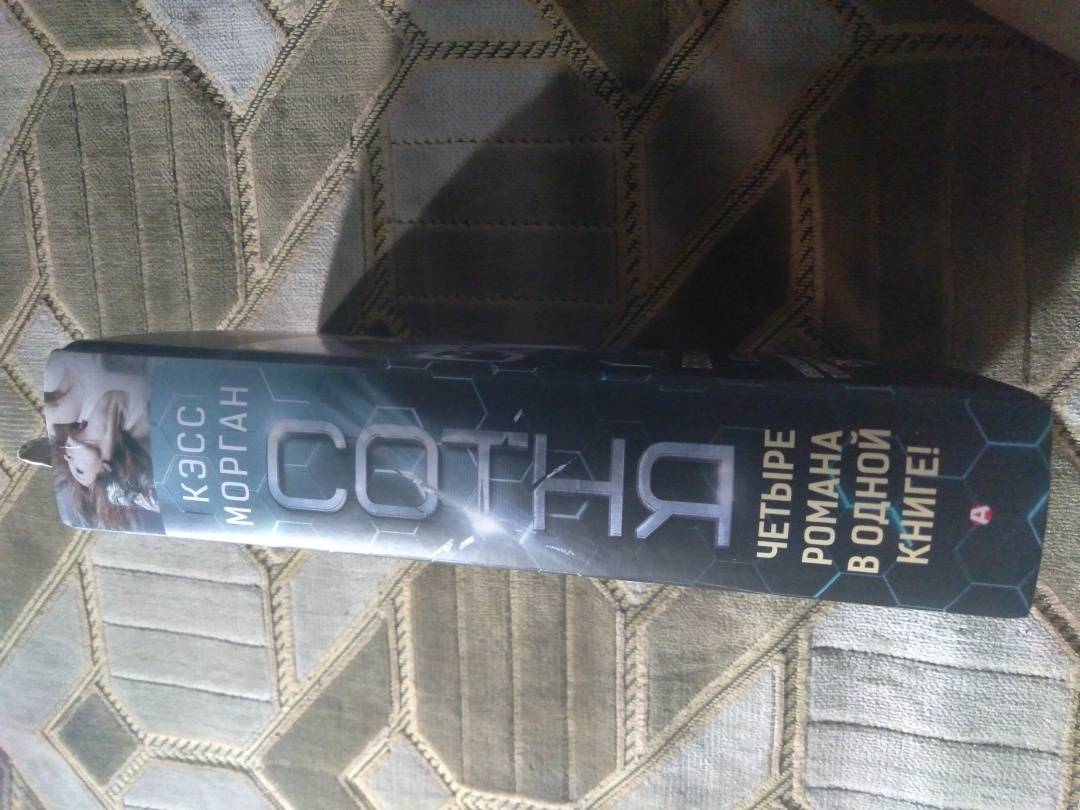 КЭСС
МОРГАН
СОТНЯ
ЧЕТЫРЕ
РОМАНА
В ОДНОЙ
КНИГЕ!
А